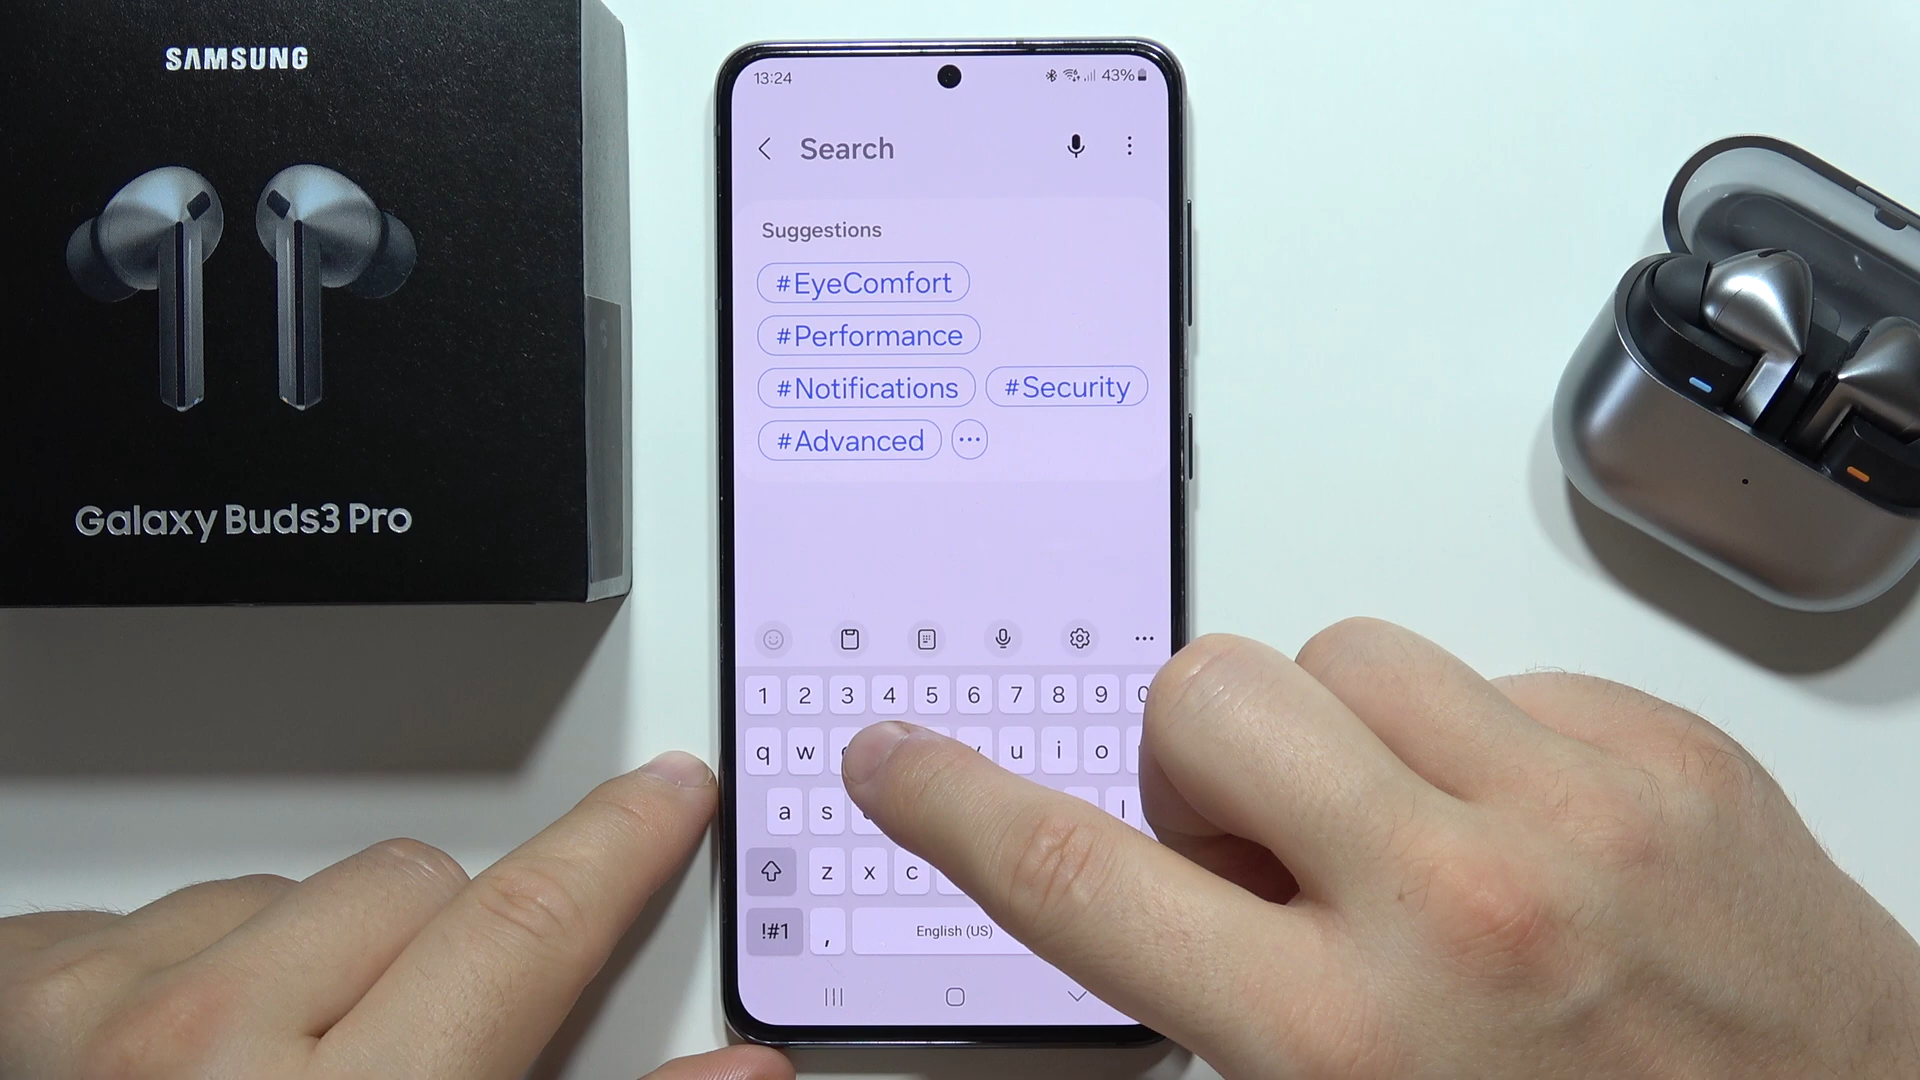 SAMSUNG
Galaxy Buds3 Pro
13:24
43%
Search
Suggestions
#EyeComfort
#Performance
#Notifications #Security
#Advanced
1 2 3 4 5 6 7 8 9 0
q w e y u i o
a s l
z x c
!#1 , English (US)